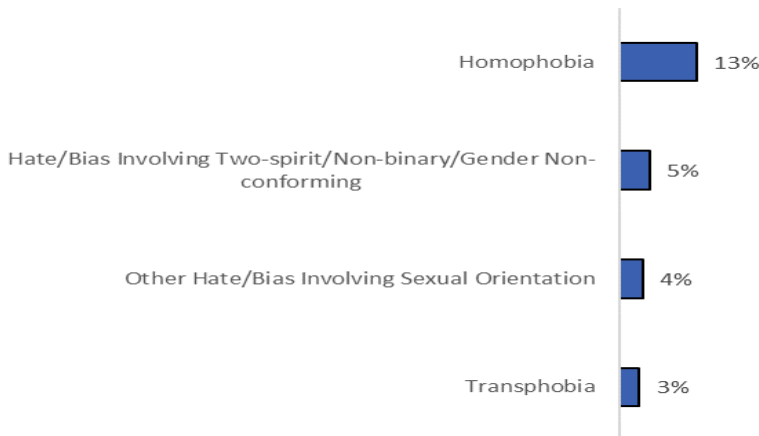 Homophobia
13%
Hate/Bias Involving Two-spirit/Non-binary/Gender Non-
conforming
5%
Other Hate/Bias Involving Sexual Orientation
4%
Transphobia
3%